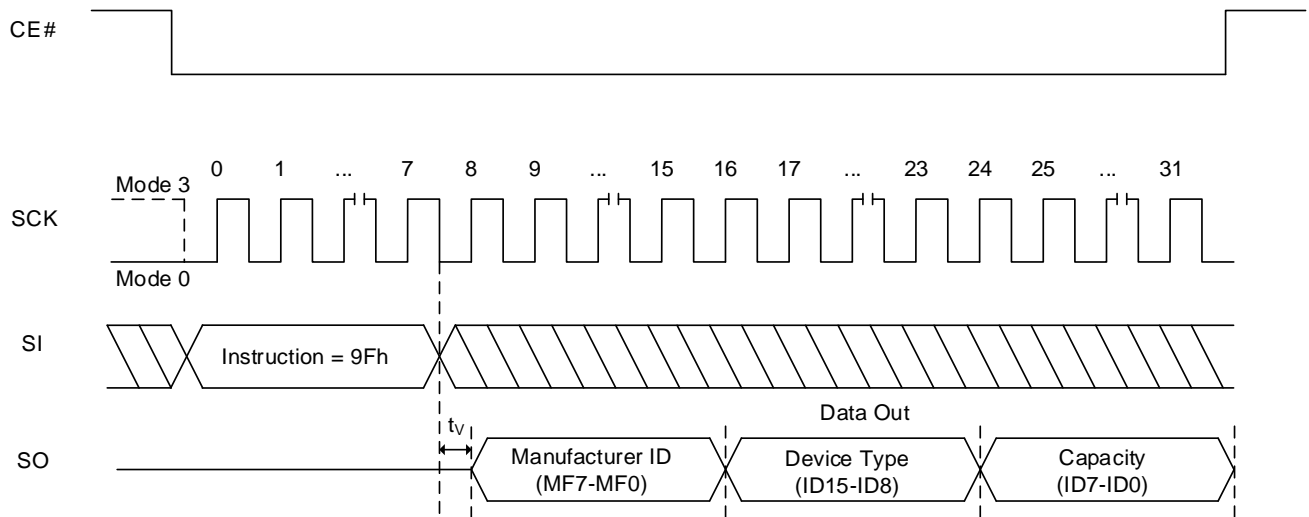 CE#
0 1 ... 7 8 9 ... 15 16 17 ... 23 24 25 ... 31
Mode 3
SCK
Mode 0
SI
Instruction = 9Fh
Data Out
tV
SO
Manufacturer ID
(MF7-MF0)
Device Type
(ID15-ID8)
Capacity
(ID7-ID0)